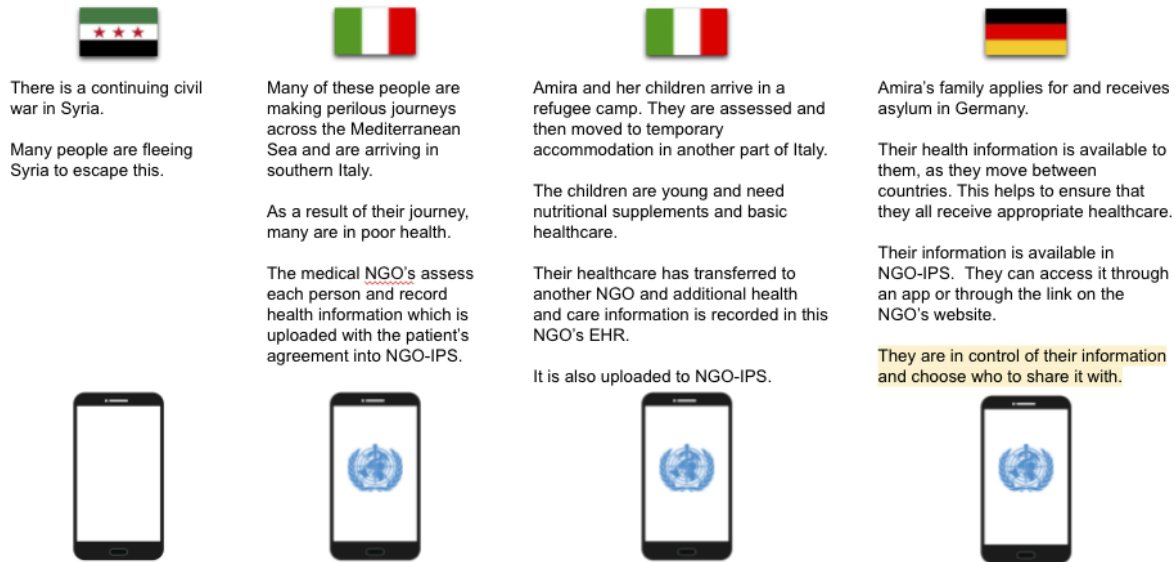 There is a continuing civil
war in Syria.
Many people are fleeing
Syria to escape this.
Many of these people are
making perilous journeys
across the Mediterranean
Sea and are arriving in
southern Italy.
As a result of their journey,
many are in poor health.
The medical NGO's assess
each person and record
health information which is
uploaded with the patient's
agreement into NGO-IPS.
Amira and her children arrive in a
refugee camp. They are assessed and
then moved to temporary
accommodation in another part of Italy.
The children are young and need
nutritional supplements and basic
healthcare.
Their healthcare has transferred to
another NGO and additional health
and care information is recorded in this
NGO's EHR.
It is also uploaded to NGO-IPS.
Amira's family applies for and receives
asylum in Germany.
Their health information is available to
them, as they move between
countries. This helps to ensure that
they all receive appropriate healthcare.
Their information is available in
NGO-IPS.  They can access it through
an app or through the link on the
NGO's website.
They are in control of their information
and choose who to share it with.